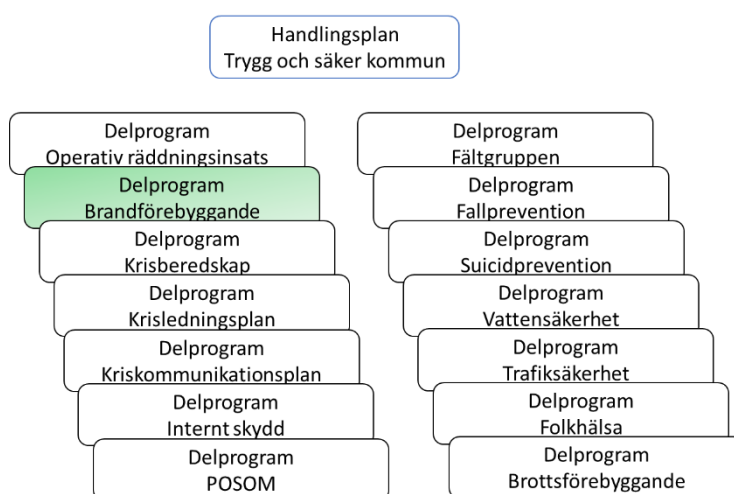 Handlingsplan
Trygg och säker kommun
Delprogram
Operativ räddningsinsats
Delprogram
Brandförebyggande
Delprogram
Krisberedskap
Delprogram
Krisledningsplan
Delprogram
Kriskommunikationsplan
Delprogram
Internt skydd
Delprogram
POSOM
Delprogram
Fältgruppen
Delprogram
Fallprevention
Delprogram
Suicidprevention
Delprogram
Vattensäkerhet
Delprogram
Trafiksäkerhet
Delprogram
Folkhälsa
Delprogram
Brottsförebyggande